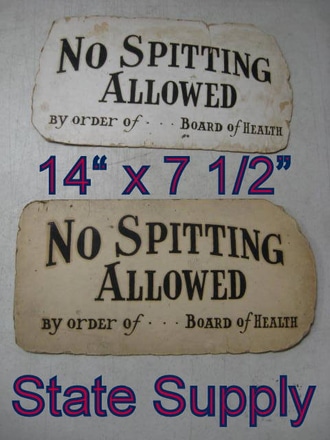 No Spitting
Allowed
by order of · · · Board of Health
14“ x 7 1/2”
No Spitting
Allowed
by order of · · · Board of Health
State Supply